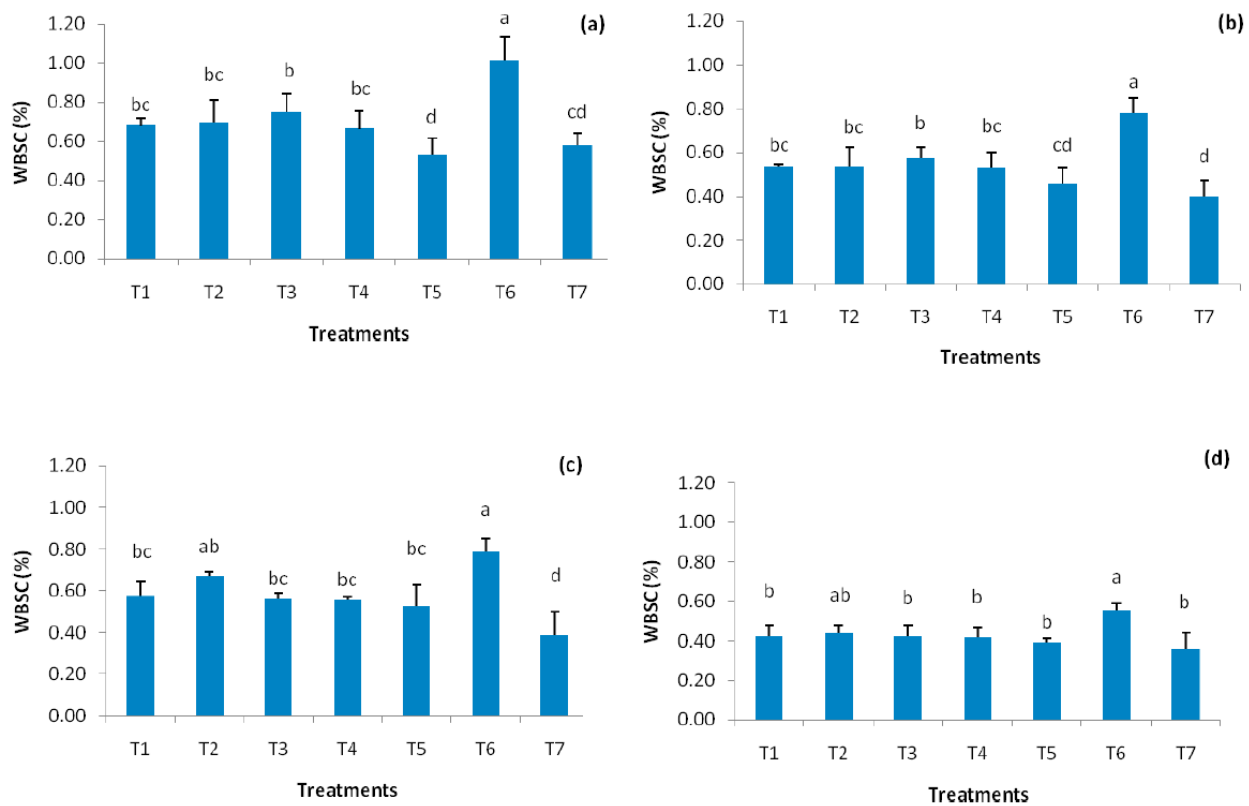 (a)
WBSC (%)
1.20
1.00
0.80
0.60
0.40
0.20
0.00
bc
bc
b
bc
d
a
cd
T1 T2 T3 T4 T5 T6 T7
Treatments
(b)
WBSC (%)
1.20
1.00
0.80
0.60
0.40
0.20
0.00
bc
bc
b
bc
cd
a
d
T1 T2 T3 T4 T5 T6 T7
Treatments
(c)
WBSC (%)
1.20
1.00
0.80
0.60
0.40
0.20
0.00
bc
ab
bc
bc
bc
a
d
T1 T2 T3 T4 T5 T6 T7
Treatments
(d)
WBSC (%)
1.20
1.00
0.80
0.60
0.40
0.20
0.00
b
ab
b
b
b
a
b
T1 T2 T3 T4 T5 T6 T7
Treatments